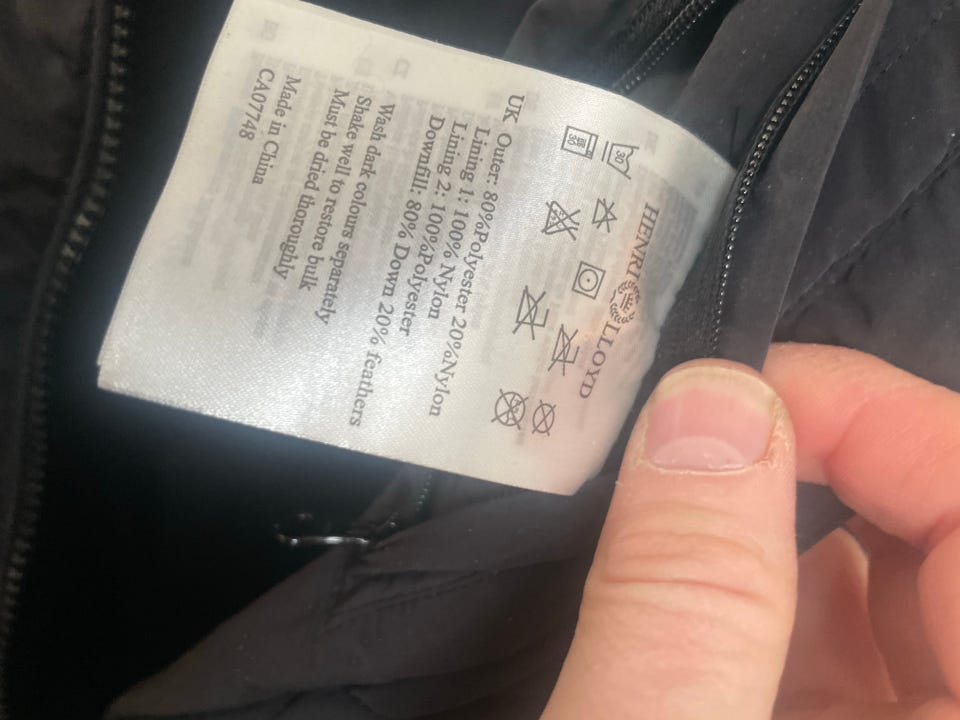 HENRI LLOYD
30
30
UK Outer: 80%Polyester 20%Nylon
Lining 1: 100% Nylon
Lining 2: 100%Polyester
Downfill: 80% Down 20% feathers
Wash dark colours separately
Shake well to restore bulk
Must be dried thoroughly
Made in China
CA07748